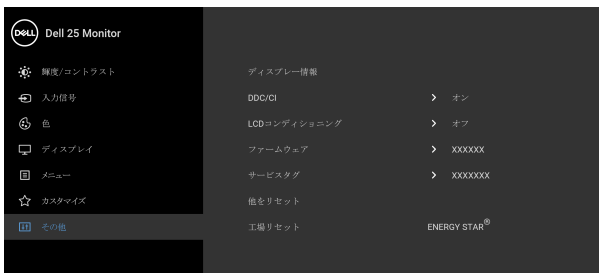 DELL Dell 25 Monitor
輝度/コントラスト
入力信号
色
ディスプレイ
メニュー
カスタマイズ
その他
ディスプレー情報
DDC/CI > オン
LCDコンディショニング > オフ
ファームウェア > XXXXXX
サービスタグ > XXXXXXX
他をリセット
工場リセット ENERGY STAR®